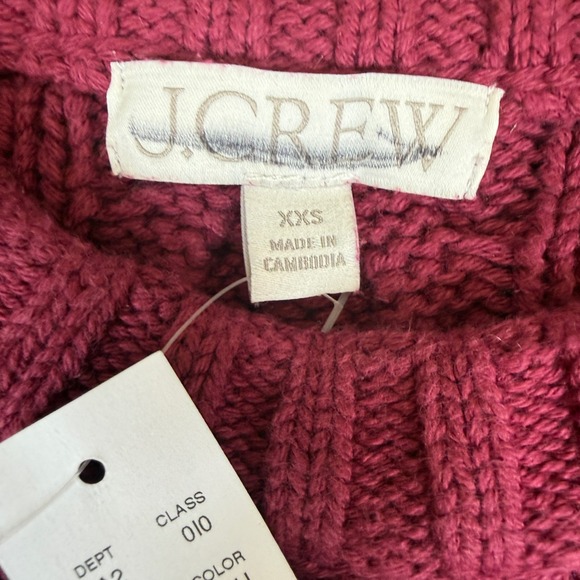 J.CREW
XXS
MADE IN
CAMBODIA
CLASS
010
DEPT
COLOR